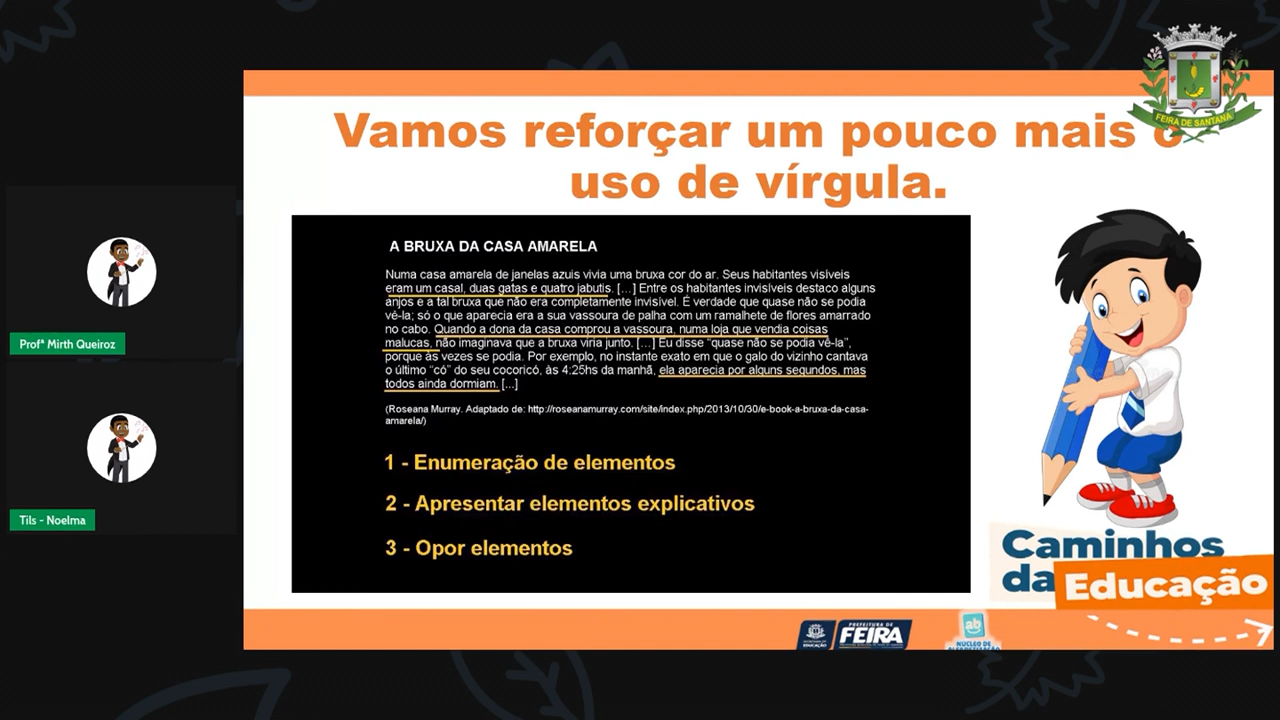 FEIRA DE SANTANA
Vamos reforçar um pouco mais o
uso de vírgula.
A BRUXA DA CASA AMARELA
Numa casa amarela de janelas azuis vivia uma bruxa cor do ar. Seus habitantes visíveis
eram um casal, duas gatas e quatro jabutis. [...] Entre os habitantes invisíveis destaco alguns
anjos e a tal bruxa que não era completamente invisível. É verdade que quase não se podia
vê-la; só o que aparecia era a sua vassoura de palha com um ramalhete de flores amarrado
no cabo. Quando a dona da casa comprou a vassoura, numa loja que vendia coisas
malucas, não imaginava que a bruxa viria junto. [...] Eu disse “quase não se podia vê-la”,
porque às vezes se podia. Por exemplo, no instante exato em que o galo do vizinho cantava
o último “có” do seu cocoricó, às 4:25hs da manhã, ela aparecia por alguns segundos, mas
todos ainda dormiam. [...]
(Roseana Murray. Adaptado de: http://roseanamurray.com/site/index.php/2013/10/30/e-book-a-bruxa-da-casa-
amarela/)
1 - Enumeração de elementos
2 - Apresentar elementos explicativos
3 - Opor elementos
Profª Mirth Queiroz
Tils - Noelma
Caminhos
da Educação
SECRETARIA DE
EDUCAÇÃO
PREFEITURA DE
FEIRA
ab
NÚCLEO DE